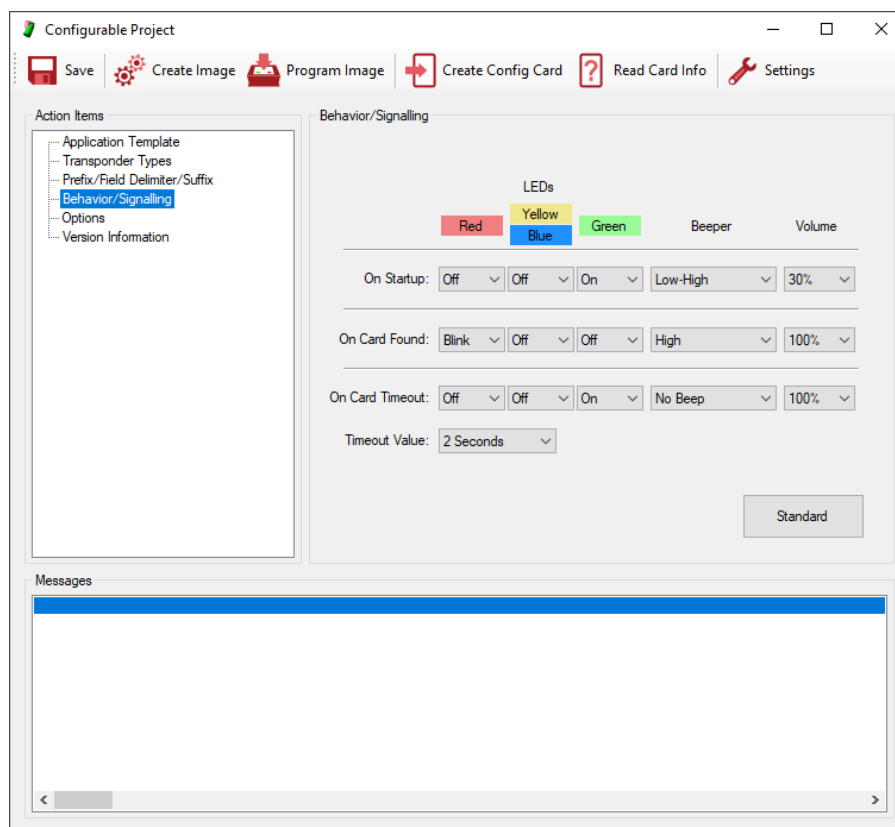 Configurable Project
Save Create Image Program Image Create Config Card Read Card Info Settings
Action Items
Application Template
Transponder Types
Prefix/Field Delimiter/Suffix
Behavior/Signalling
Options
Version Information
Behavior/Signalling
LEDs
Red Yellow Blue Green Beeper Volume
On Startup: Off Off On Low-High 30%
On Card Found: Blink Off Off High 100%
On Card Timeout: Off Off On No Beep 100%
Timeout Value: 2 Seconds
Standard
Messages